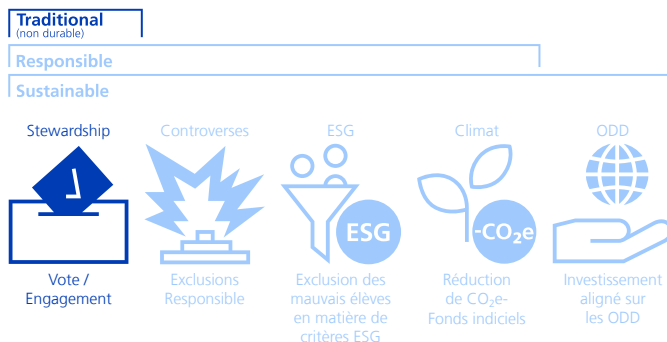 Traditional
(non durable)
Responsible
Sustainable
Stewardship
Controverses
ESG
Climat
ODD
ESG
-CO₂e
Vote /
Engagement
Exclusions
Responsible
Exclusion des
mauvais élèves
en matière de
critères ESG
Réduction
de CO₂e-
Fonds indiciels
Investissement
aligné sur
les ODD